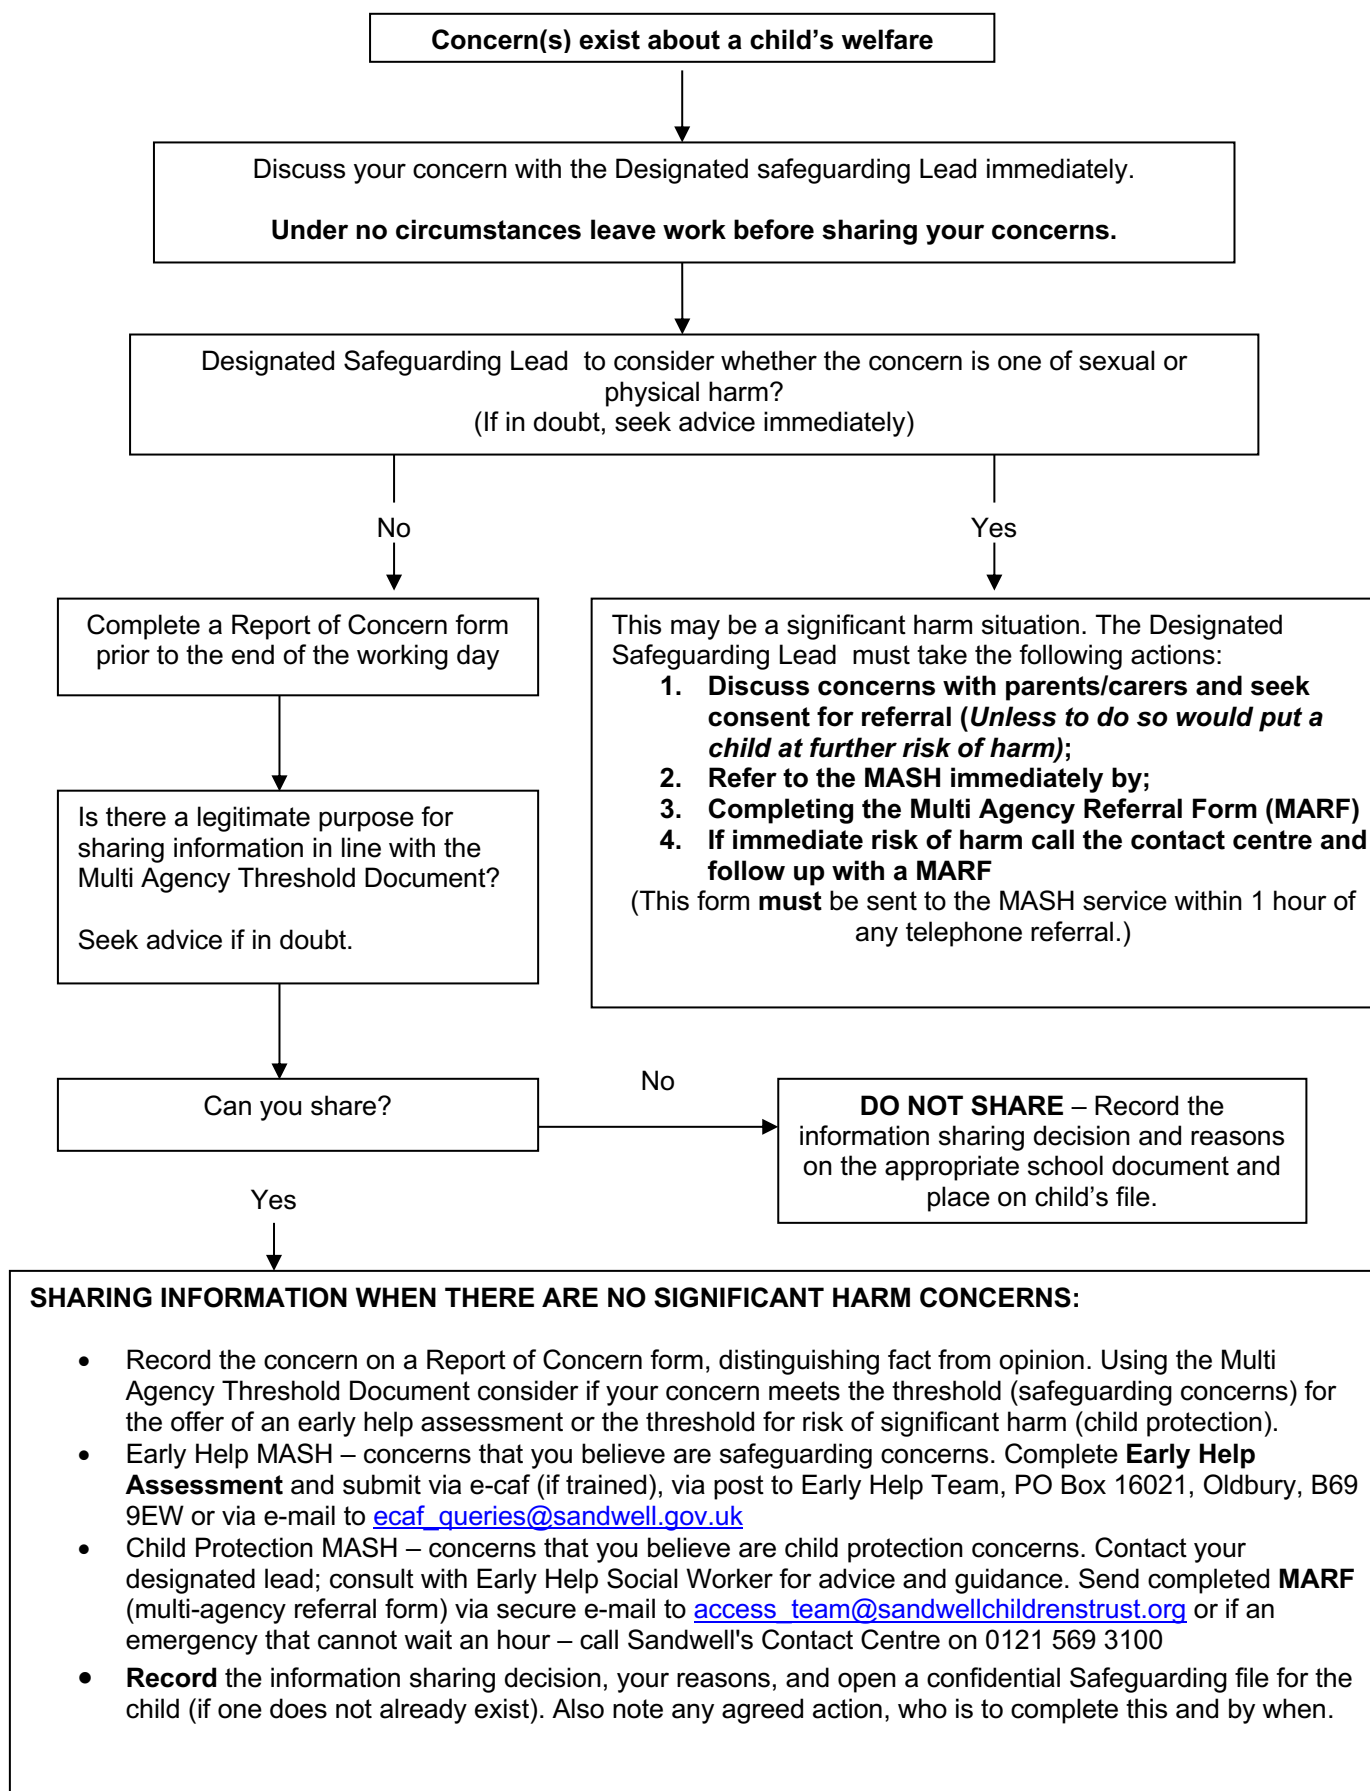 Concern(s) exist about a child’s welfare
Discuss your concern with the Designated safeguarding Lead immediately.
Under no circumstances leave work before sharing your concerns.
Designated Safeguarding Lead  to consider whether the concern is one of sexual or
physical harm?
(If in doubt, seek advice immediately)
No
Yes
Complete a Report of Concern form
prior to the end of the working day
This may be a significant harm situation. The Designated
Safeguarding Lead  must take the following actions:
1. Discuss concerns with parents/carers and seek
consent for referral (Unless to do so would put a
child at further risk of harm);
2. Refer to the MASH immediately by;
3. Completing the Multi Agency Referral Form (MARF)
4. If immediate risk of harm call the contact centre and
follow up with a MARF
(This form must be sent to the MASH service within 1 hour of
any telephone referral.)
Is there a legitimate purpose for
sharing information in line with the
Multi Agency Threshold Document?
Seek advice if in doubt.
Can you share?
No
DO NOT SHARE – Record the
information sharing decision and reasons
on the appropriate school document and
place on child’s file.
Yes
SHARING INFORMATION WHEN THERE ARE NO SIGNIFICANT HARM CONCERNS:
• Record the concern on a Report of Concern form, distinguishing fact from opinion. Using the Multi
Agency Threshold Document consider if your concern meets the threshold (safeguarding concerns) for
the offer of an early help assessment or the threshold for risk of significant harm (child protection).
• Early Help MASH – concerns that you believe are safeguarding concerns. Complete Early Help
Assessment and submit via e-caf (if trained), via post to Early Help Team, PO Box 16021, Oldbury, B69
9EW or via e-mail to ecaf_queries@sandwell.gov.uk
• Child Protection MASH – concerns that you believe are child protection concerns. Contact your
designated lead; consult with Early Help Social Worker for advice and guidance. Send completed MARF
(multi-agency referral form) via secure e-mail to access_team@sandwellchildrenstrust.org or if an
emergency that cannot wait an hour – call Sandwell's Contact Centre on 0121 569 3100
• Record the information sharing decision, your reasons, and open a confidential Safeguarding file for the
child (if one does not already exist). Also note any agreed action, who is to complete this and by when.